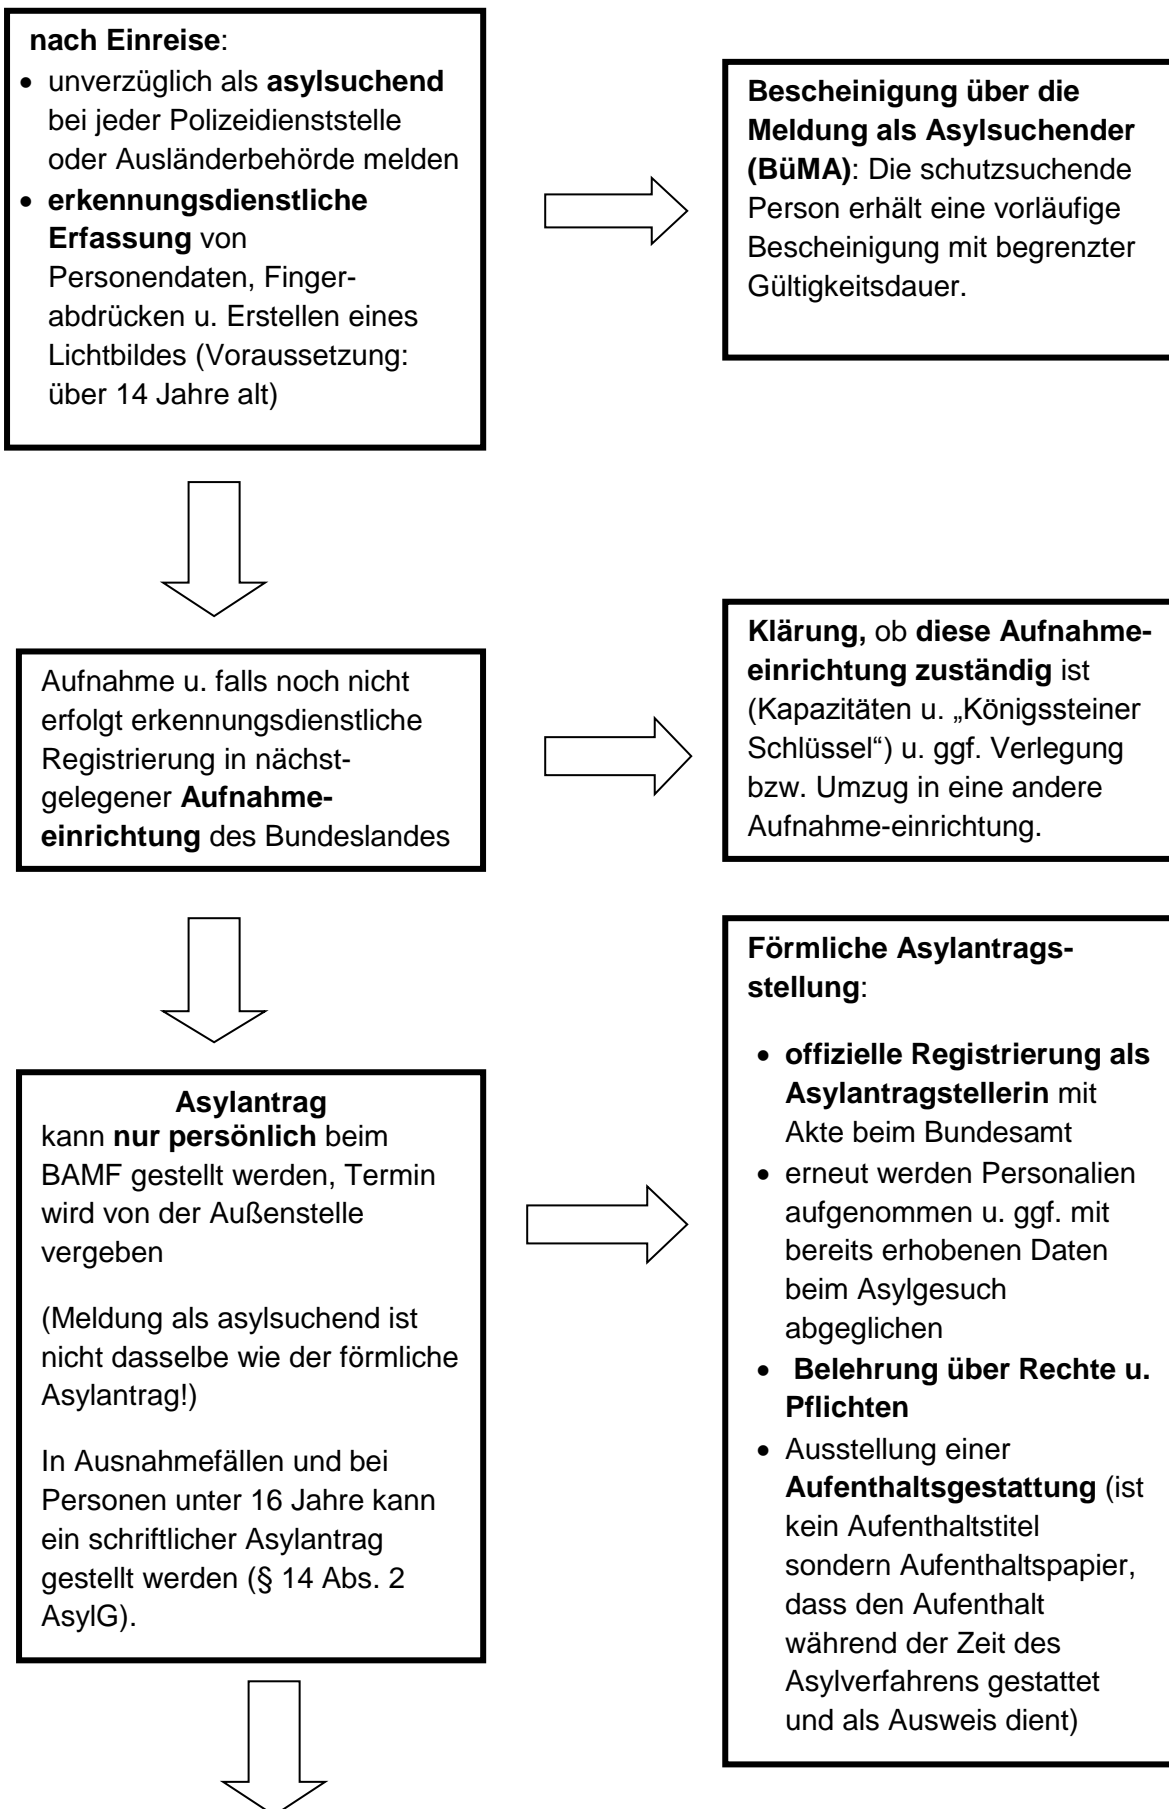 nach Einreise:
• unverzüglich als asylsuchend
bei jeder Polizeidienststelle
oder Ausländerbehörde melden
• erkennungsdienstliche
Erfassung von
Personendaten, Finger-
abdrücken u. Erstellen eines
Lichtbildes (Voraussetzung:
über 14 Jahre alt)
Bescheinigung über die
Meldung als Asylsuchender
(BüMA): Die schutzsuchende
Person erhält eine vorläufige
Bescheinigung mit begrenzter
Gültigkeitsdauer.
Aufnahme u. falls noch nicht
erfolgt erkennungsdienstliche
Registrierung in nächst-
gelegener Aufnahme-
einrichtung des Bundeslandes
Klärung, ob diese Aufnahme-
einrichtung zuständig ist
(Kapazitäten u. „Königssteiner
Schlüssel“) u. ggf. Verlegung
bzw. Umzug in eine andere
Aufnahme-einrichtung.
Asylantrag
kann nur persönlich beim
BAMF gestellt werden, Termin
wird von der Außenstelle
vergeben
(Meldung als asylsuchend ist
nicht dasselbe wie der förmliche
Asylantrag!)
In Ausnahmefällen und bei
Personen unter 16 Jahre kann
ein schriftlicher Asylantrag
gestellt werden (§ 14 Abs. 2
AsylG).
Förmliche Asylantrags-
stellung:
• offizielle Registrierung als
Asylantragstellerin mit
Akte beim Bundesamt
• erneut werden Personalien
aufgenommen u. ggf. mit
bereits erhobenen Daten
beim Asylgesuch
abgeglichen
• Belehrung über Rechte u.
Pflichten
• Ausstellung einer
Aufenthaltsgestattung (ist
kein Aufenthaltstitel
sondern Aufenthaltspapier,
dass den Aufenthalt
während der Zeit des
Asylverfahrens gestattet
und als Ausweis dient)